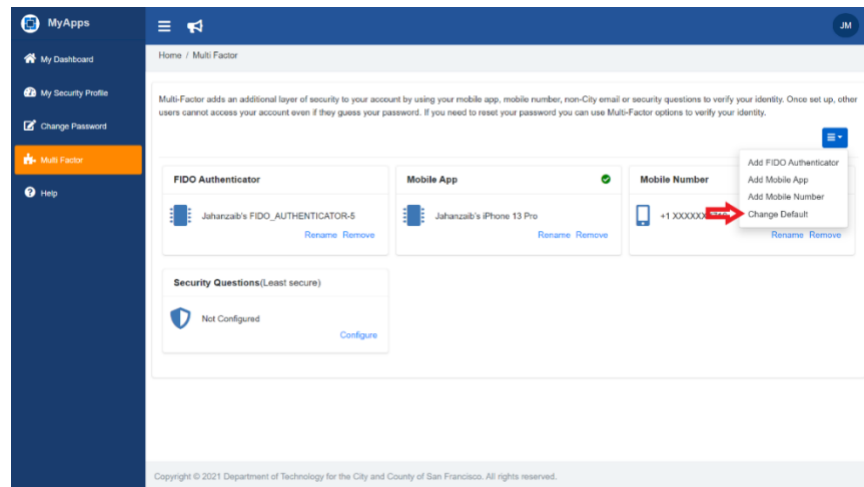 MyApps
JM
My Dashboard
My Security Profile
Change Password
Multi Factor
Help
Home / Multi Factor
Multi-Factor adds an additional layer of security to your account by using your mobile app, mobile number, non-City email or security questions to verify your identity. Once set up, other
users cannot access your account even if they guess your password. If you need to reset your password you can use Multi-Factor options to verify your identity.
Add FIDO Authenticator
Add Mobile App
Add Mobile Number
Change Default
FIDO Authenticator
Jahanzaib's FIDO_AUTHENTICATOR-5
Rename Remove
Mobile App
Jahanzaib's iPhone 13 Pro
Rename Remove
Mobile Number
+1
Rename Remove
Security Questions(Least secure)
Not Configured
Configure
Copyright © 2021 Department of Technology for the City and County of San Francisco. All rights reserved.